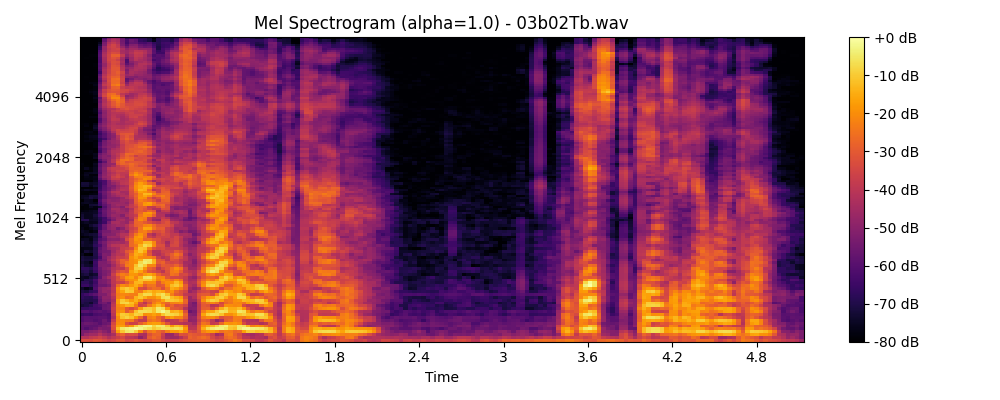 Mel Spectrogram (alpha=1.0) - 03b02Tb.wav
Mel Frequency
4096
2048
1024
512
0
0 0.6 1.2 1.8 2.4 3 3.6 4.2 4.8
Time
+0 dB
-10 dB
-20 dB
-30 dB
-40 dB
-50 dB
-60 dB
-70 dB
-80 dB